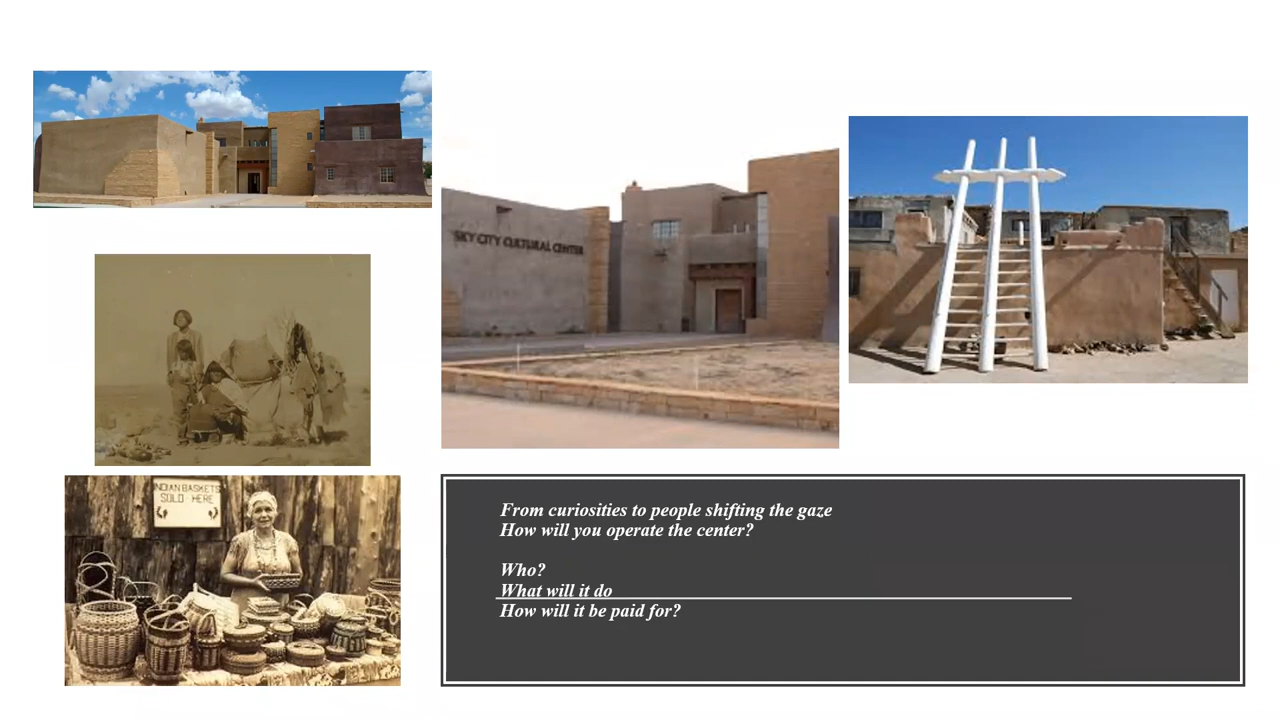 SKY CITY CULTURAL CENTER
INDIAN BASKETS
SOLD HERE
From curiosities to people shifting the gaze
How will you operate the center?
Who?
What will it do
How will it be paid for?